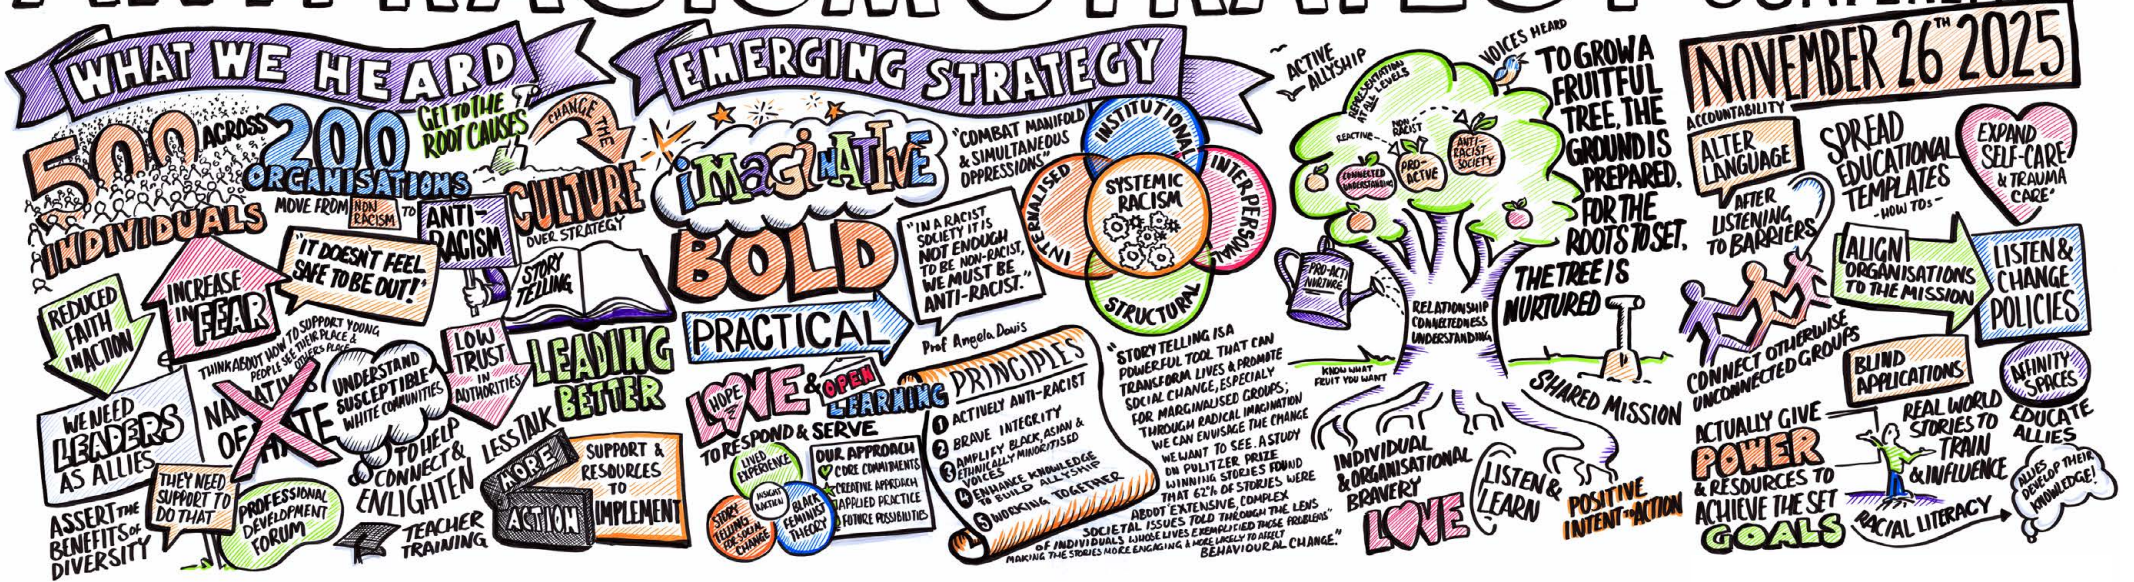 WHAT WE HEARD
500
ACROSS
200
ORGANISATIONS
INDIVIDUALS
GET TO THE
ROOT CAUSES
CHANGE THE
CULTURE
OVER STRATEGY
MOVE FROM
NON
RACISM
TO
ANTI-
RACISM
"IT DOESN'T FEEL
SAFE TO BE OUT!"
REDUCED
FAITH
INACTION
INCREASE
IN FEAR
STORY
TELLING
THINK ABOUT HOW TO SUPPORT YOUNG
PEOPLE SEE THEIR PLACE &
OTHERS PLACE
OF
UNDERSTAND
SUSCEPTIBLE
WHITE COMMUNITIES
TO HELP
CONNECT &
ENLIGHTEN
LOW
TRUST
IN
AUTHORITIES
LEADING
BETTER
WE NEED
LEADERS
AS ALLIES
THEY NEED
SUPPORT TO
DO THAT
ASSERT THE
BENEFITS OF
DIVERSITY
PROFESSIONAL
DEVELOPMENT
FORUM
TEACHER
TRAINING
LESS TALK
MORE
ACTION
SUPPORT &
RESOURCES
TO
IMPLEMENT
EMERGING STRATEGY
IMAGINATIVE
BOLD
PRACTICAL
LOVE
HOPE
& OPEN
LEARNING
TO RESPOND & SERVE
LIVED
EXPERIENCE
INSIGHT
STORY
TELLING
FOR SOCIAL
CHANGE
BLACK
FEMINIST
THEORY
OUR APPROACH
CORE COMMITMENTS
CREATIVE APPROACH
APPLIED PRACTICE
FUTURE POSSIBILITIES
"COMBAT MANIFOLD
& SIMULTANEOUS
OPPRESSIONS"
"IN A RACIST
SOCIETY IT IS
NOT ENOUGH
TO BE NON-RACIST,
WE MUST BE
ANTI-RACIST."
Prof Angela Davis
INSTITUTIONAL
INTERNALISED
SYSTEMIC
RACISM
INTERPERSONAL
STRUCTURAL
PRINCIPLES
1 ACTIVELY ANTI-RACIST
2 BRAVE INTEGRITY
3 AMPLIFY BLACK, ASIAN &
ETHNICALLY MINORITISED
VOICES
4 ENHANCE KNOWLEDGE
TO BUILD ALLYSHIP
5 WORKING TOGETHER
"STORYTELLING IS A
POWERFUL TOOL THAT CAN
TRANSFORM LIVES & PROMOTE
SOCIAL CHANGE, ESPECIALY
FOR MARGINALISED GROUPS;
THROUGH RADICAL IMAGINATION
WE CAN ENVISAGE THE CHANGE
WE WANT TO SEE. A STUDY
ON PULITZER PRIZE
WINNING STORIES FOUND
THAT 62% OF STORIES WERE
ABOUT EXTENSIVE, COMPLEX
SOCIETAL ISSUES TOLD THROUGH THE LENS
OF INDIVIDUALS WHOSE LIVES EXEMPLIFIED THOSE PROBLEMS"
MAKING THE STORIES MORE ENGAGING & MORE LIKELY TO AFFECT
BEHAVIOURAL CHANGE."
ACTIVE
ALLYSHIP
VOICES HEARD
REPRESENTATION
AT ALL LEVELS
REACTIVE
NON-
RACIST
CONNECTED
UNDERSTANDING
PRO-
ACTIVE
ANTI-
RACIST
SOCIETY
TO GROW A
FRUITFUL
TREE, THE
GROUND IS
PREPARED.
FOR THE
ROOTS TO SET.
THE TREE IS
NURTURED
PRO-ACTIV
NURTURE
RELATIONSHIP
CONNECTEDNESS
UNDERSTANDING
KNOW WHAT
FRUIT YOU WANT
SHARED MISSION
INDIVIDUAL
& ORGANISATIONAL
BRAVERY
LOVE
LISTEN &
LEARN
POSITIVE
INTENT TO ACTION
NOVEMBER 26TH 2025
ACCOUNTABILITY
ALTER
LANGUAGE
AFTER
LISTENING
TO BARRIERS
SPREAD
EDUCATIONAL
TEMPLATES
- HOW TOs -
EXPAND
SELF-CARE
& TRAUMA
CARE
ALIGN
ORGANISATIONS
TO THE MISSION
LISTEN &
CHANGE
POLICIES
CONNECT OTHERWISE
UNCONNECTED GROUPS
BLIND
APPLICATIONS
AFFINITY
SPACES
ACTUALLY GIVE
POWER
& RESOURCES TO
ACHIEVE THE SET
GOALS
REAL WORLD
STORIES TO
TRAIN
& INFLUENCE
EDUCATE
ALLIES
RACIAL LITERACY
ALLIES
DEVELOP THEIR
KNOWLEDGE!